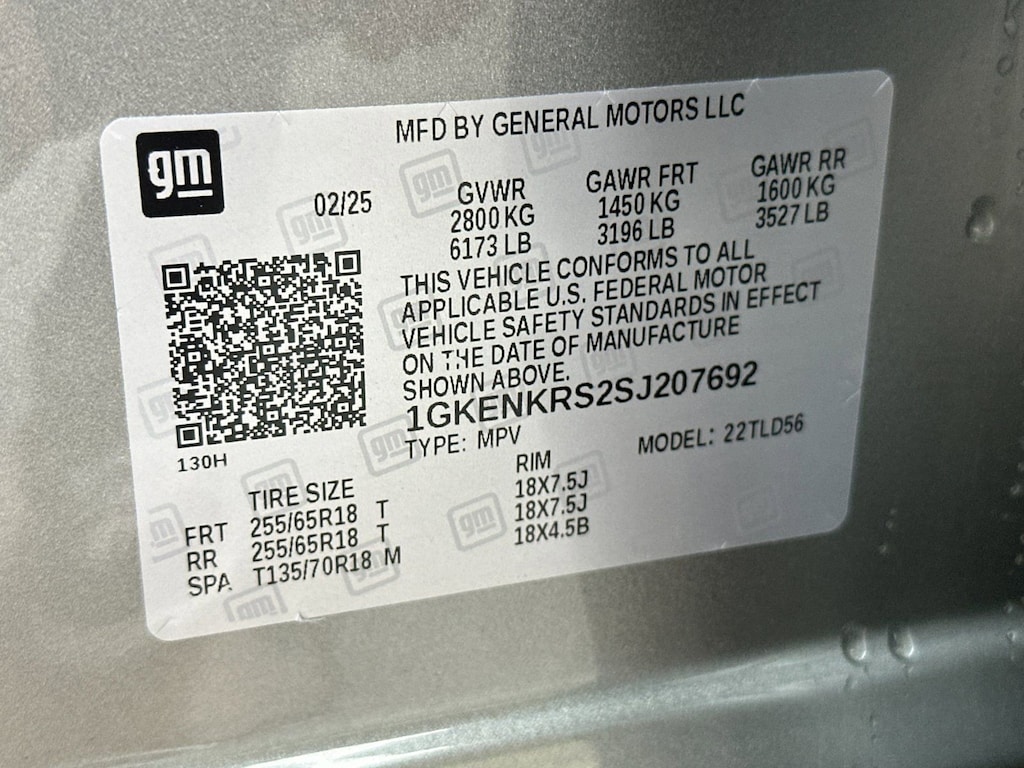 MFD BY GENERAL MOTORS LLC
gm
02/25
GVWR GAWR FRT GAWR RR
2800 KG 1450 KG 1600 KG
6173 LB 3196 LB 3527 LB
THIS VEHICLE CONFORMS TO ALL
APPLICABLE U.S. FEDERAL MOTOR
VEHICLE SAFETY STANDARDS IN EFFECT
ON THE DATE OF MANUFACTURE
SHOWN ABOVE.
1GKENKRS2SJ207692
TYPE: MPV MODEL: 22TLD56
130H
TIRE SIZE RIM
FRT 255/65R18 T 18X7.5J
RR 255/65R18 T 18X7.5J
SPA T135/70R18 M 18X4.5B